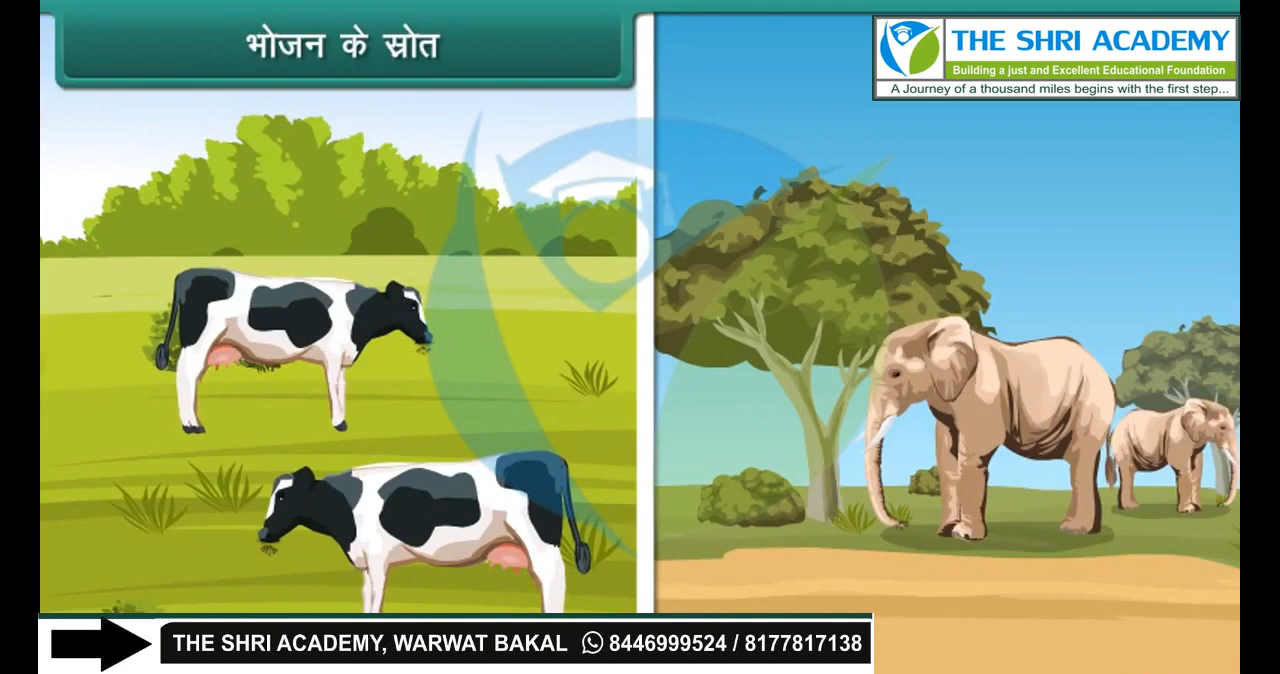 भोजन के स्रोत
THE SHRI ACADEMY
Building a just and Excellent Educational Foundation
A Journey of a thousand miles begins with the first step...
THE SHRI ACADEMY, WARWAT BAKAL 8446999524 / 8177817138